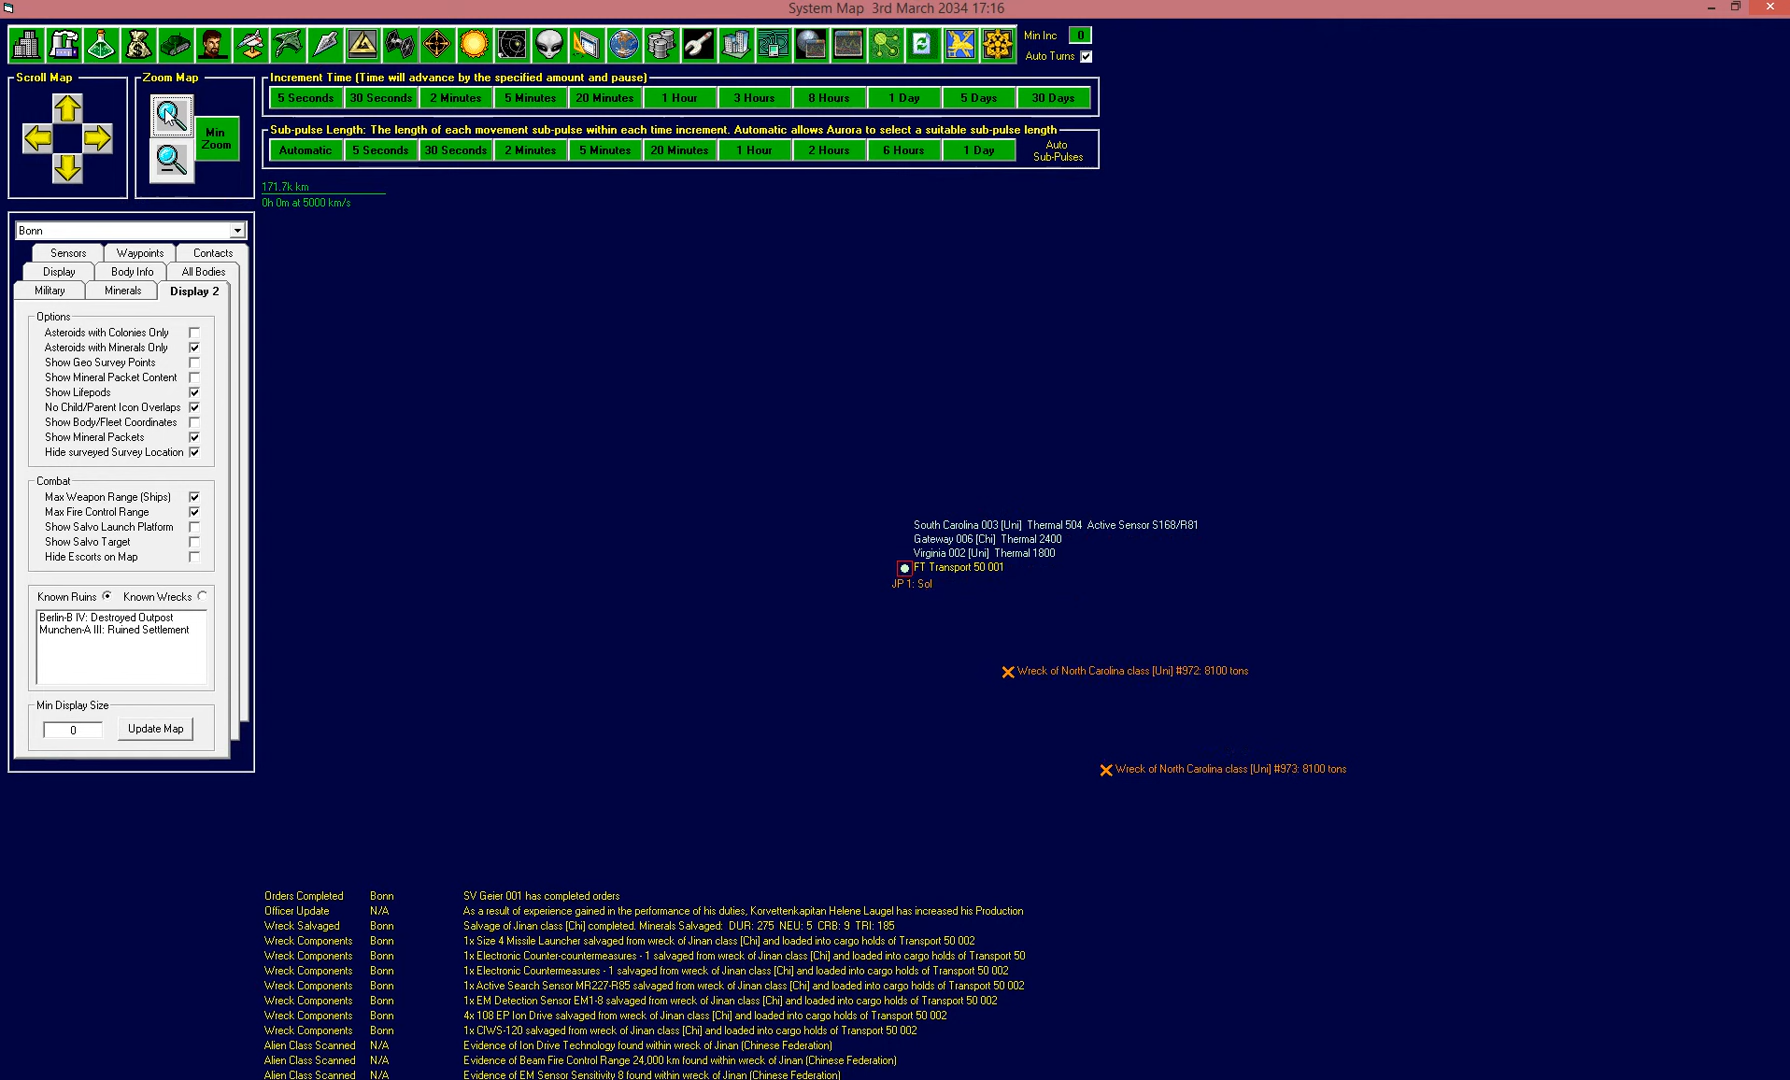 System Map 3rd March 2034 17:16
Min Inc 0
Auto Turns
Scroll Map
Zoom Map
Min Zoom
Increment Time (Time will advance by the specified amount and pause)
5 Seconds 30 Seconds 2 Minutes 5 Minutes 20 Minutes 1 Hour 3 Hours 8 Hours 1 Day 5 Days 30 Days
Sub-pulse Length: The length of each movement sub-pulse within each time increment. Automatic allows Aurora to select a suitable sub-pulse length
Automatic 5 Seconds 30 Seconds 2 Minutes 5 Minutes 20 Minutes 1 Hour 2 Hours 6 Hours 1 Day Auto Sub-Pulses
171.7k km
0h 0m at 5000 km/s
Bonn
Sensors Waypoints Contacts
Display Body Info All Bodies
Military Minerals Display 2
Options
Asteroids with Colonies Only
Asteroids with Minerals Only
Show Geo Survey Points
Show Mineral Packet Content
Show Lifepods
No Child/Parent Icon Overlaps
Show Body/Fleet Coordinates
Show Mineral Packets
Hide surveyed Survey Location
Combat
Max Weapon Range (Ships)
Max Fire Control Range
Show Salvo Launch Platform
Show Salvo Target
Hide Escorts on Map
Known Ruins Known Wrecks
Berlin-B IV: Destroyed Outpost
Munchen-A III: Ruined Settlement
Min Display Size
0 Update Map
South Carolina 003 [Uni] Thermal 504 Active Sensor S168/R81
Gateway 006 [Chi] Thermal 2400
Virginia 002 [Uni] Thermal 1800
FT Transport 50 001
JP 1: Sol
Wreck of North Carolina class [Uni] #972: 8100 tons
Wreck of North Carolina class [Uni] #973: 8100 tons
Orders Completed Bonn SV Geier 001 has completed orders
Officer Update N/A As a result of experience gained in the performance of his duties, Korvettenkapitan Helene Laugel has increased his Production
Wreck Salvaged Bonn Salvage of Jinan class [Chi] completed. Minerals Salvaged: DUR: 275 NEU: 5 CRB: 9 TRI: 185
Wreck Components Bonn 1x Size 4 Missile Launcher salvaged from wreck of Jinan class [Chi] and loaded into cargo holds of Transport 50 002
Wreck Components Bonn 1x Electronic Counter-countermeasures - 1 salvaged from wreck of Jinan class [Chi] and loaded into cargo holds of Transport 50
Wreck Components Bonn 1x Electronic Countermeasures - 1 salvaged from wreck of Jinan class [Chi] and loaded into cargo holds of Transport 50 002
Wreck Components Bonn 1x Active Search Sensor MR227-R85 salvaged from wreck of Jinan class [Chi] and loaded into cargo holds of Transport 50 002
Wreck Components Bonn 1x EM Detection Sensor EM1-8 salvaged from wreck of Jinan class [Chi] and loaded into cargo holds of Transport 50 002
Wreck Components Bonn 4x 108 EP Ion Drive salvaged from wreck of Jinan class [Chi] and loaded into cargo holds of Transport 50 002
Wreck Components Bonn 1x CIWS-120 salvaged from wreck of Jinan class [Chi] and loaded into cargo holds of Transport 50 002
Alien Class Scanned N/A Evidence of Ion Drive Technology found within wreck of Jinan (Chinese Federation)
Alien Class Scanned N/A Evidence of Beam Fire Control Range 24,000 km found within wreck of Jinan (Chinese Federation)
Alien Class Scanned N/A Evidence of EM Sensor Sensitivity 8 found within wreck of Jinan (Chinese Federation)